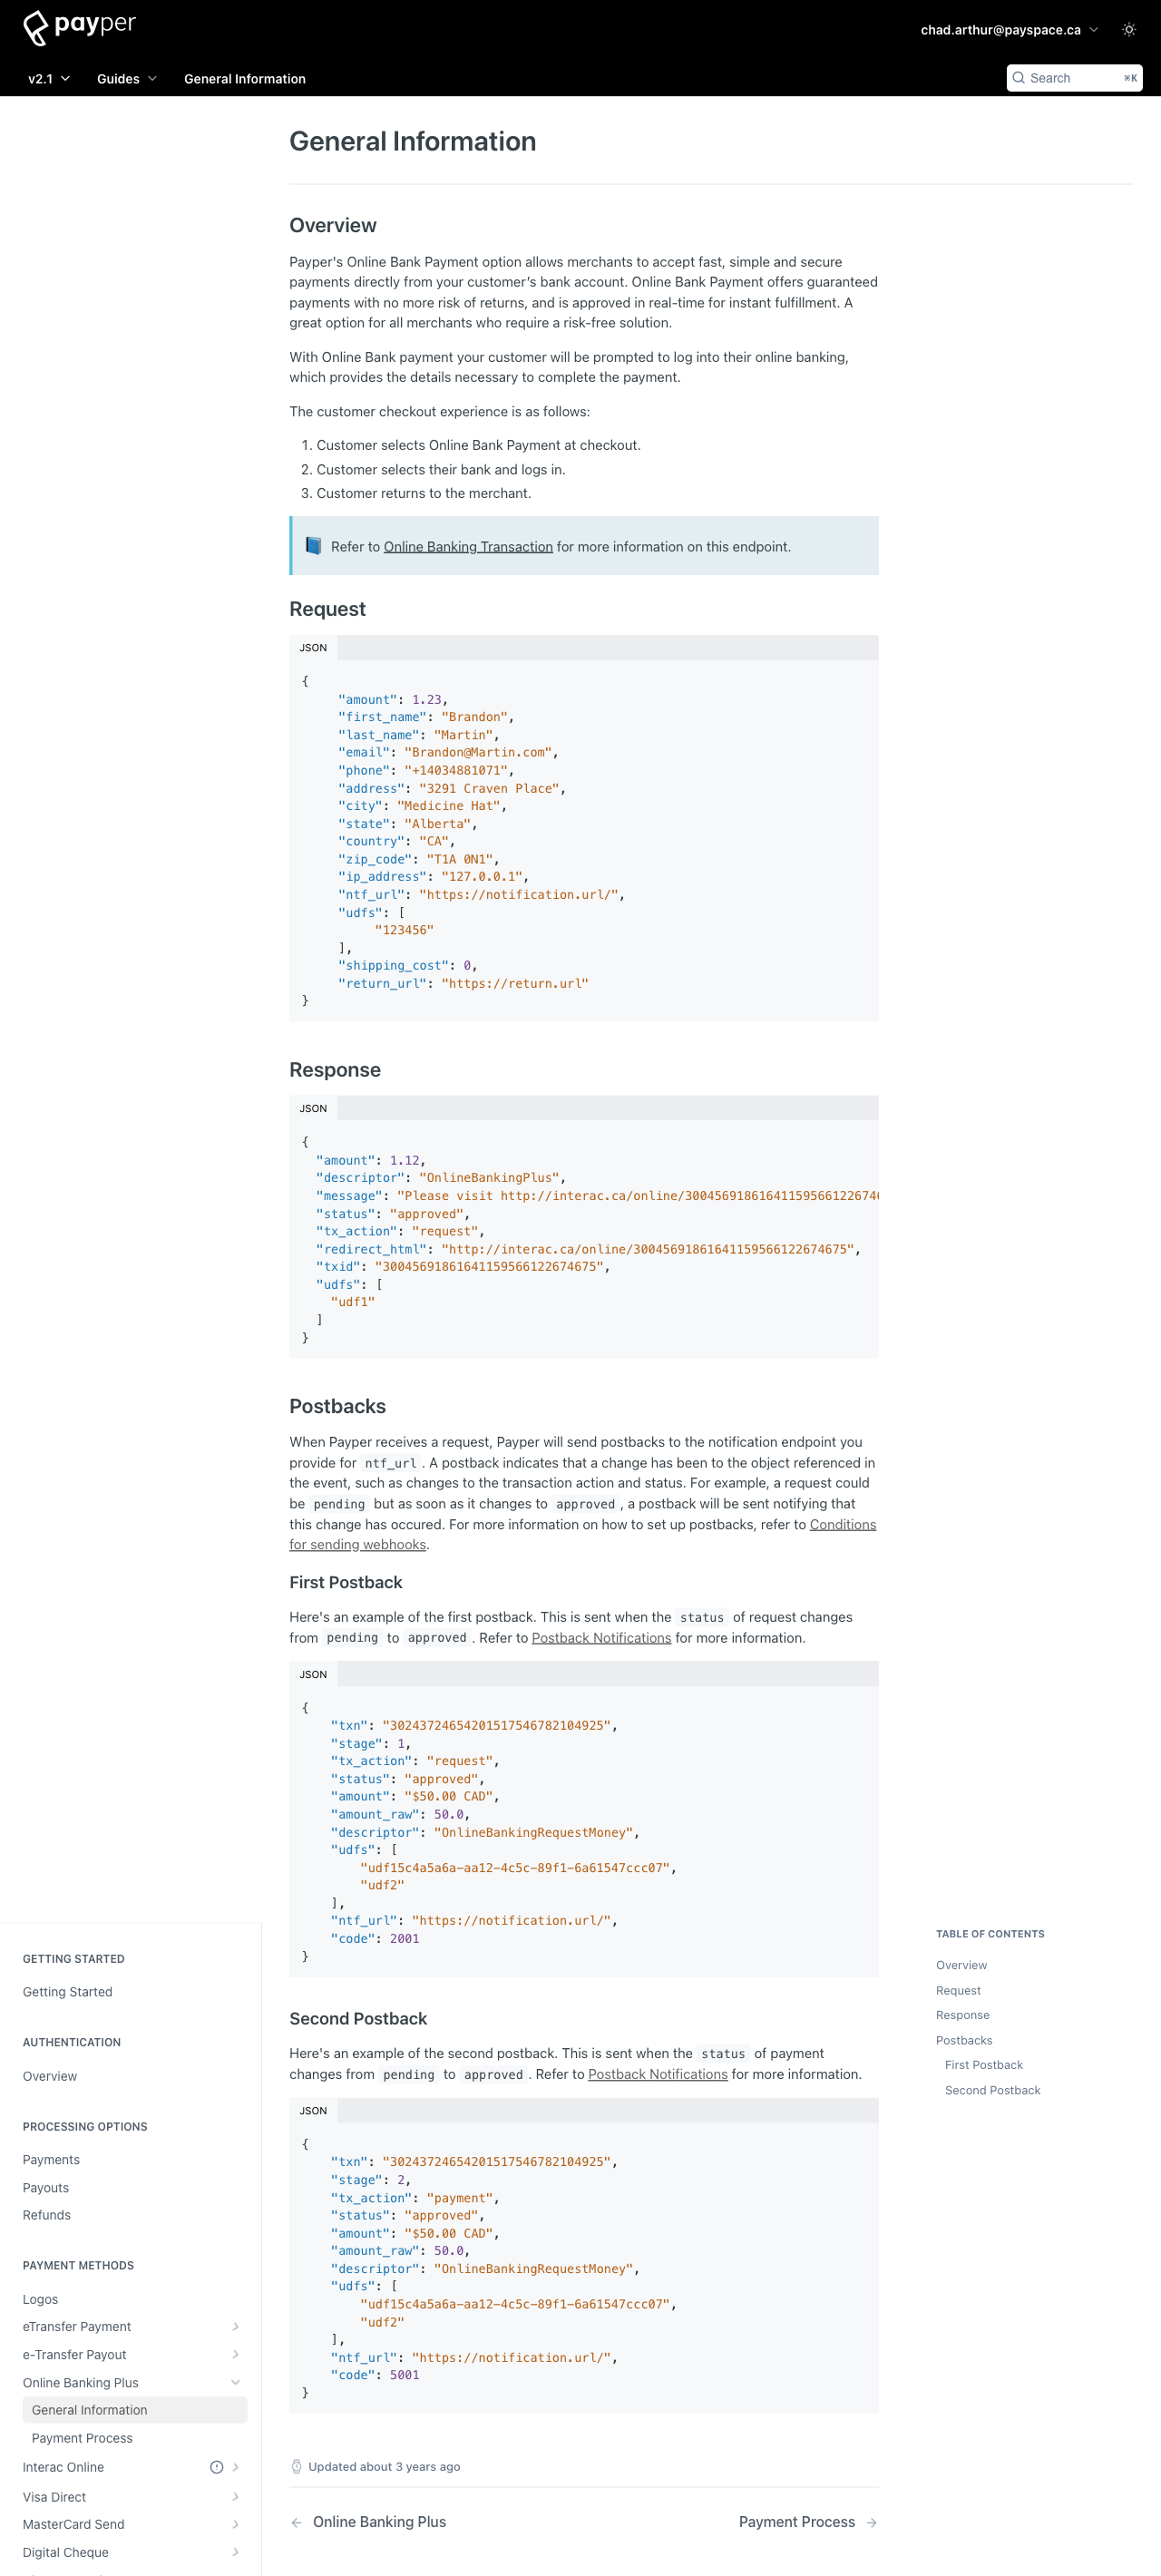 payper
chad.arthur@payspace.ca
v2.1 Guides General Information
Search ⌘K
General Information
Overview
Payper's Online Bank Payment option allows merchants to accept fast, simple and secure
payments directly from your customer’s bank account. Online Bank Payment offers guaranteed
payments with no more risk of returns, and is approved in real-time for instant fulfillment. A
great option for all merchants who require a risk-free solution.
With Online Bank payment your customer will be prompted to log into their online banking,
which provides the details necessary to complete the payment.
The customer checkout experience is as follows:
1. Customer selects Online Bank Payment at checkout.
2. Customer selects their bank and logs in.
3. Customer returns to the merchant.
Refer to Online Banking Transaction for more information on this endpoint.
Request
JSON
{
"amount": 1.23,
"first_name": "Brandon",
"last_name": "Martin",
"email": "Brandon@Martin.com",
"phone": "+14034881071",
"address": "3291 Craven Place",
"city": "Medicine Hat",
"state": "Alberta",
"country": "CA",
"zip_code": "T1A 0N1",
"ip_address": "127.0.0.1",
"ntf_url": "https://notification.url/",
"udfs": [
"123456"
],
"shipping_cost": 0,
"return_url": "https://return.url"
}
Response
JSON
{
"amount": 1.12,
"descriptor": "OnlineBankingPlus",
"message": "Please visit http://interac.ca/online/30045691861641159566122674
"status": "approved",
"tx_action": "request",
"redirect_html": "http://interac.ca/online/30045691861641159566122674675",
"txid": "30045691861641159566122674675",
"udfs": [
"udf1"
]
}
Postbacks
When Payper receives a request, Payper will send postbacks to the notification endpoint you
provide for ntf_url. A postback indicates that a change has been to the object referenced in
the event, such as changes to the transaction action and status. For example, a request could
be pending but as soon as it changes to approved, a postback will be sent notifying that
this change has occured. For more information on how to set up postbacks, refer to Conditions
for sending webhooks.
First Postback
Here's an example of the first postback. This is sent when the status of request changes
from pending to approved. Refer to Postback Notifications for more information.
JSON
{
"txn": "30243724654201517546782104925",
"stage": 1,
"tx_action": "request",
"status": "approved",
"amount": "$50.00 CAD",
"amount_raw": 50.0,
"descriptor": "OnlineBankingRequestMoney",
"udfs": [
"udf15c4a5a6a-aa12-4c5c-89f1-6a61547ccc07",
"udf2"
],
"ntf_url": "https://notification.url/",
"code": 2001
}
Second Postback
Here's an example of the second postback. This is sent when the status of payment
changes from pending to approved. Refer to Postback Notifications for more information.
JSON
{
"txn": "30243724654201517546782104925",
"stage": 2,
"tx_action": "payment",
"status": "approved",
"amount": "$50.00 CAD",
"amount_raw": 50.0,
"descriptor": "OnlineBankingRequestMoney",
"udfs": [
"udf15c4a5a6a-aa12-4c5c-89f1-6a61547ccc07",
"udf2"
],
"ntf_url": "https://notification.url/",
"code": 5001
}
Updated about 3 years ago
Online Banking Plus
Payment Process
GETTING STARTED
Getting Started
AUTHENTICATION
Overview
PROCESSING OPTIONS
Payments
Payouts
Refunds
PAYMENT METHODS
Logos
eTransfer Payment
e-Transfer Payout
Online Banking Plus
General Information
Payment Process
Interac Online
Visa Direct
MasterCard Send
Digital Cheque
TABLE OF CONTENTS
Overview
Request
Response
Postbacks
First Postback
Second Postback